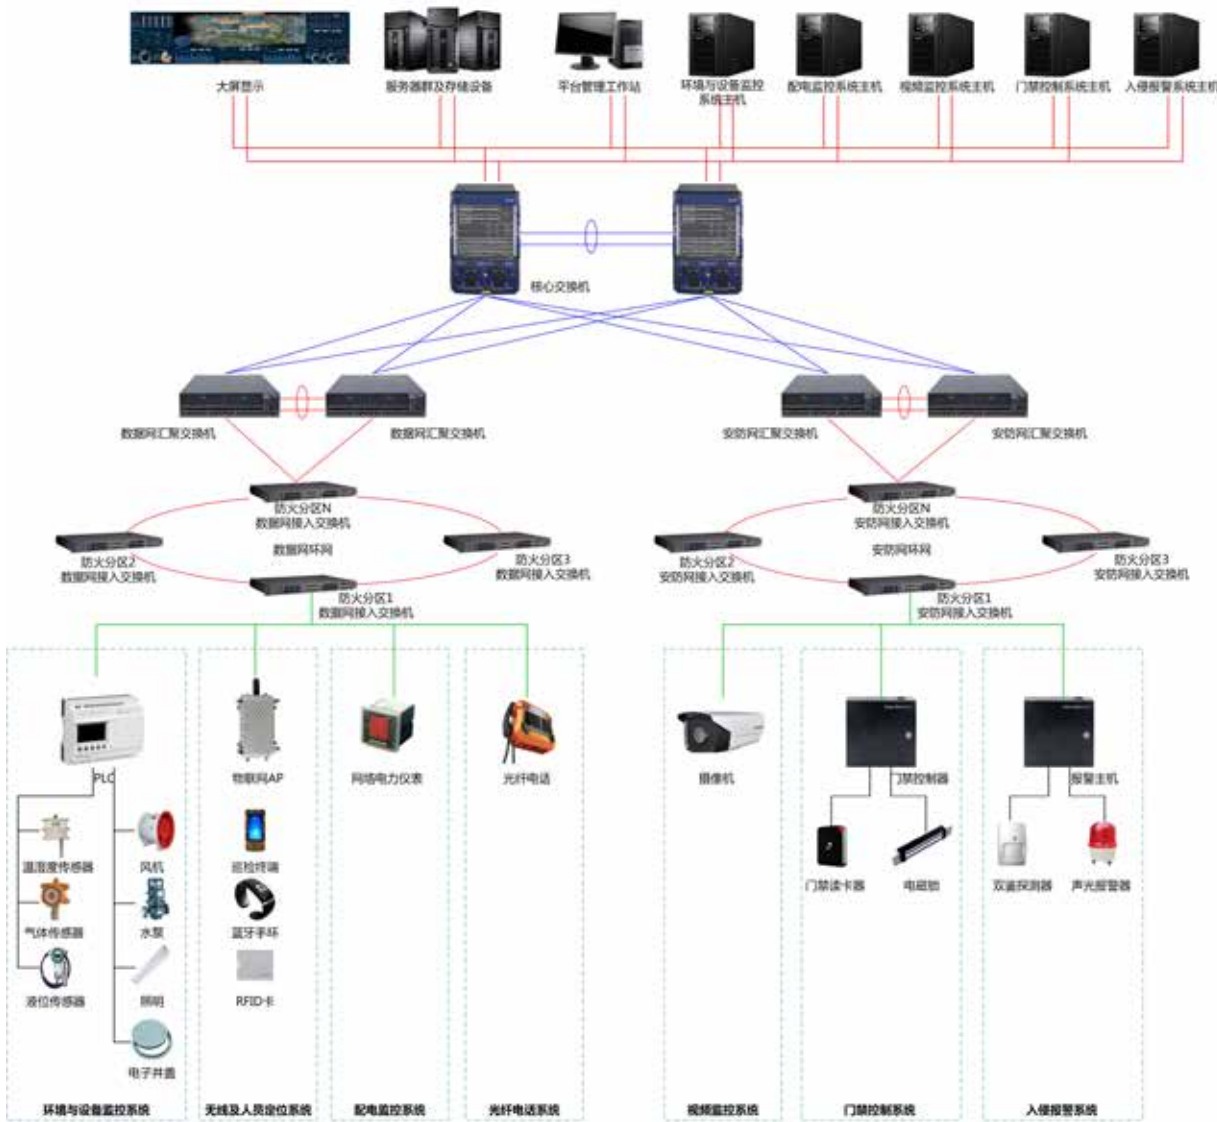 大屏显示
服务器群及存储设备
平台管理工作站
环境与设备监控
系统主机
配电监控系统主机
视频监控系统主机
门禁控制系统主机
入侵报警系统主机
核心交换机
数据网汇聚交换机
数据网汇聚交换机
安防网汇聚交换机
安防网汇聚交换机
防火分区N
数据网接入交换机
防火分区2
数据网接入交换机
数据网环网
防火分区3
数据网接入交换机
防火分区1
数据网接入交换机
防火分区N
安防网接入交换机
防火分区2
安防网接入交换机
安防网环网
防火分区3
安防网接入交换机
防火分区1
安防网接入交换机
PLC
物联网AP
网络电力仪表
光纤电话
摄像机
门禁控制器
报警主机
温湿度传感器
风机
巡检终端
门禁读卡器
电磁锁
双鉴探测器
声光报警器
气体传感器
水泵
蓝牙手环
液位传感器
照明
RFID卡
电子井盖
环境与设备监控系统
无线及人员定位系统
配电监控系统
光纤电话系统
视频监控系统
门禁控制系统
入侵报警系统